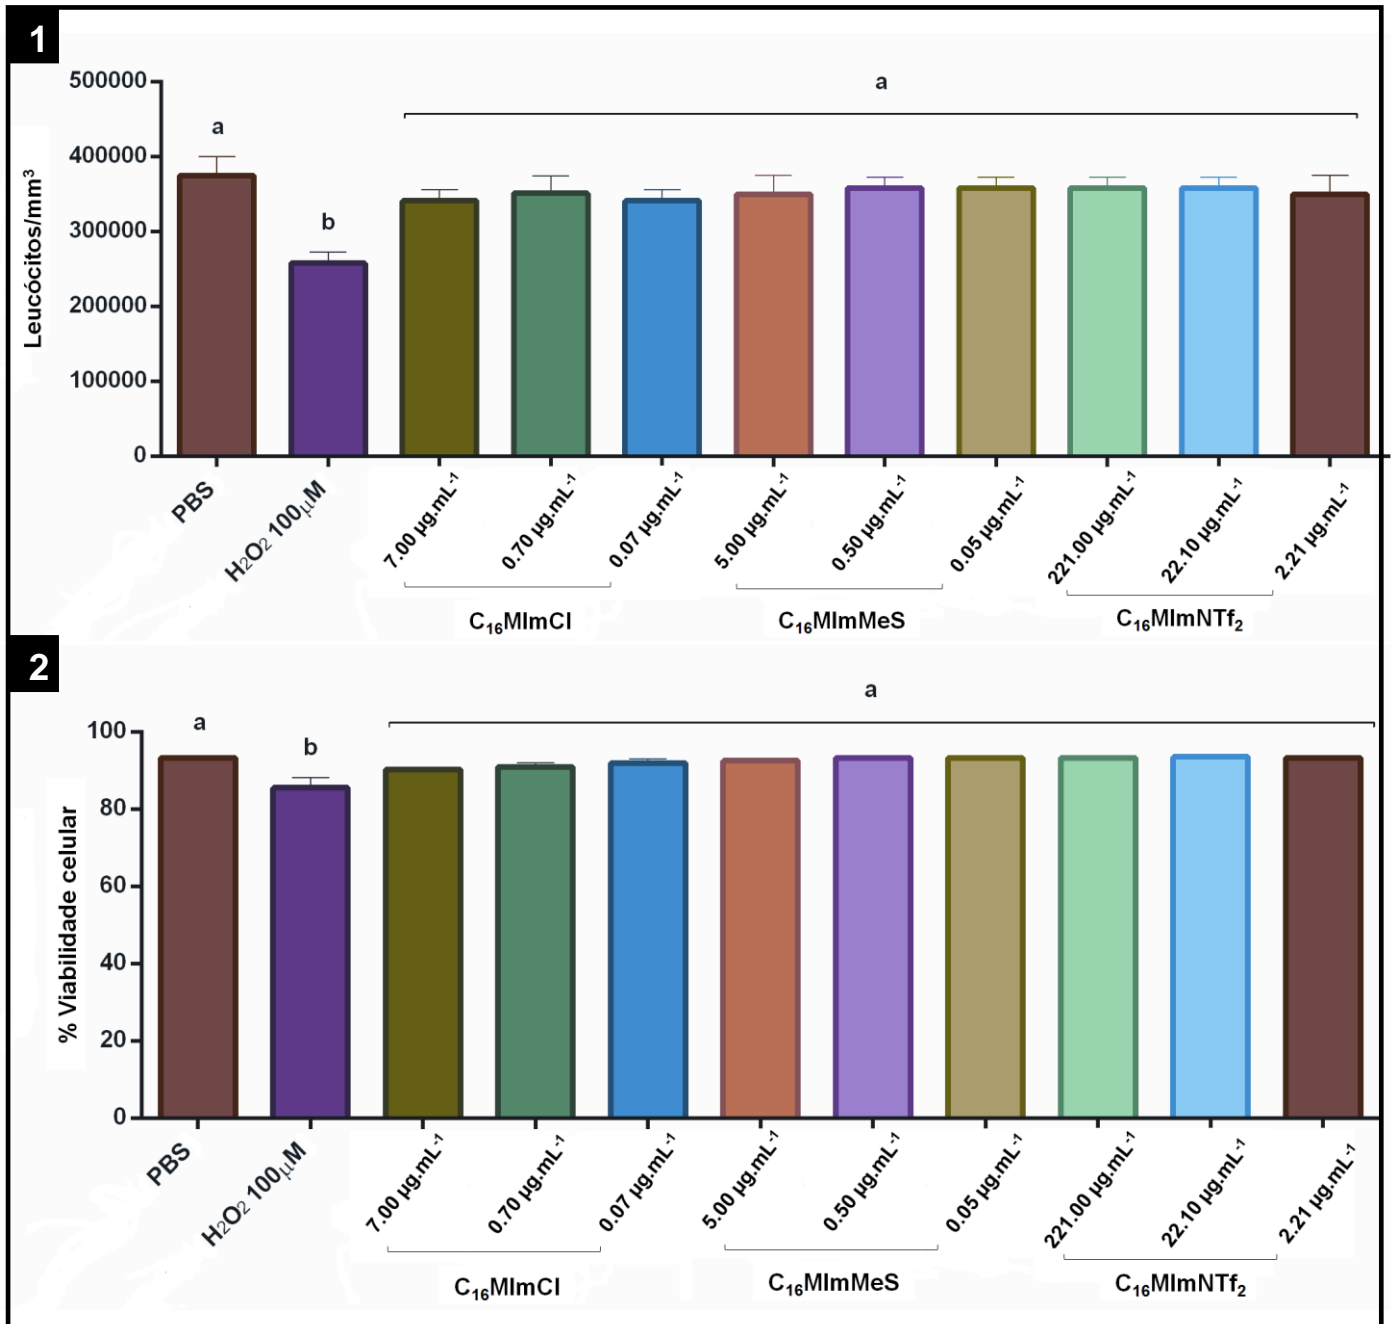 1
Leucócitos/mm³
500000
400000
300000
200000
100000
0
a
b
a
PBS
H₂O₂ 100µM
7.00 µg.mL⁻¹
0.70 µg.mL⁻¹
0.07 µg.mL⁻¹
5.00 µg.mL⁻¹
0.50 µg.mL⁻¹
0.05 µg.mL⁻¹
221.00 µg.mL⁻¹
22.10 µg.mL⁻¹
2.21 µg.mL⁻¹
C₁₆MImCl
C₁₆MImMeS
C₁₆MImNTf₂
2
% Viabilidade celular
100
80
60
40
20
0
a
b
a
PBS
H₂O₂ 100µM
7.00 µg.mL⁻¹
0.70 µg.mL⁻¹
0.07 µg.mL⁻¹
5.00 µg.mL⁻¹
0.50 µg.mL⁻¹
0.05 µg.mL⁻¹
221.00 µg.mL⁻¹
22.10 µg.mL⁻¹
2.21 µg.mL⁻¹
C₁₆MImCl
C₁₆MImMeS
C₁₆MImNTf₂